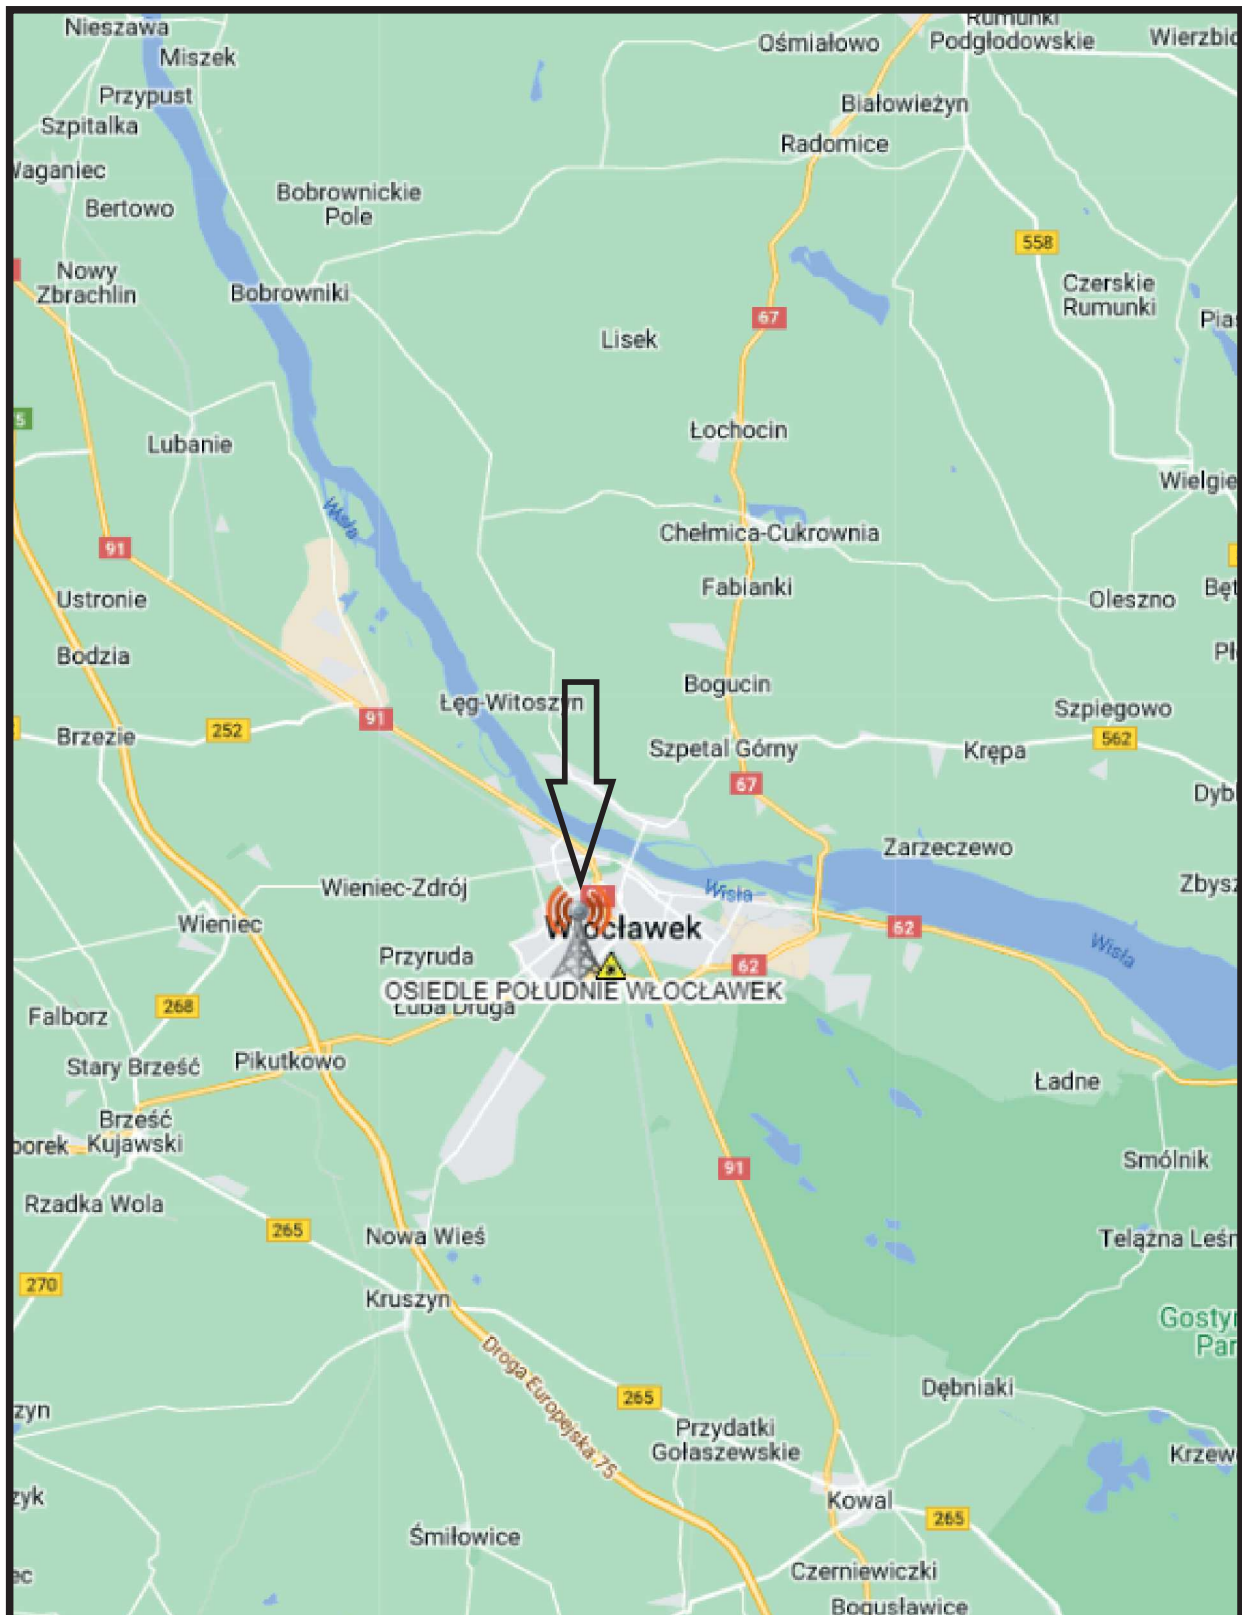 Nieszawa
Miszek
Ośmiałowo
Rumunki
Podgłodowskie
Przypust
Białowieżyn
Szpitalka
Radomice
Bobrownickie
Pole
Bertowo
558
Nowy
Zbrachlin
Czerskie
Rumunki
Bobrowniki
67
Lisek
Łochocin
Lubanie
Wisła
Chełmica-Cukrownia
91
Fabianki
Ustronie
Oleszno
Bodzia
Bogucin
Łęg-Witoszyn
Szpiegowo
91
252
Brzezie
Szpetal Górny
Krępa
562
67
Zarzeczewo
Wieniec-Zdrój
Wisła
Wieniec
Włocławek
62
Wisła
Przyruda
62
OSIEDLE POŁUDNIE WŁOCŁAWEK
Łuba Druga
268
Falborz
Stary Brześć
Pikutkowo
Ładne
Brześć
Kujawski
Smólnik
91
Rzadka Wola
265
Nowa Wieś
270
Kruszyn
Droga Europejska 75
Dębniaki
265
Przydatki
Gołaszewskie
Kowal
265
Śmiłowice
Czerniewiczki
Bogusławice